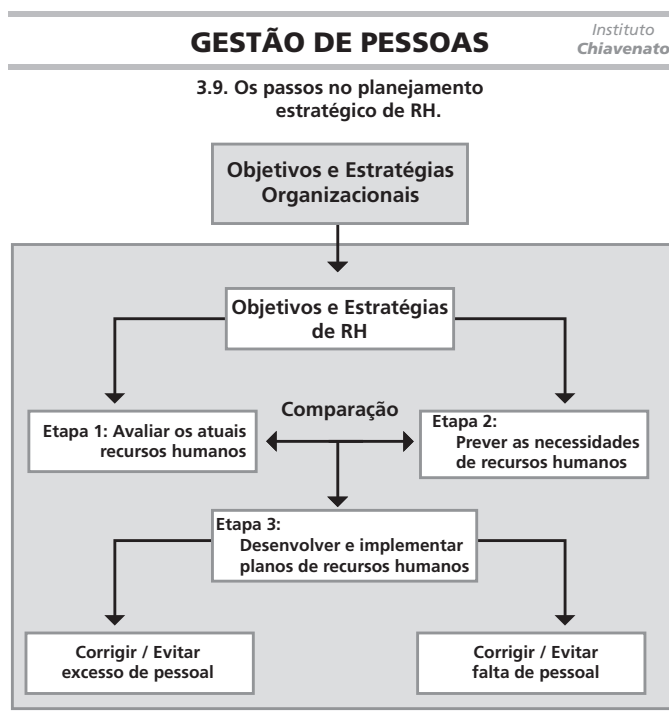 GESTÃO DE PESSOAS
Instituto
Chiavenato
3.9. Os passos no planejamento
estratégico de RH.
Objetivos e Estratégias
Organizacionais
Objetivos e Estratégias
de RH
Comparação
Etapa 1: Avaliar os atuais
recursos humanos
Etapa 2:
Prever as necessidades
de recursos humanos
Etapa 3:
Desenvolver e implementar
planos de recursos humanos
Corrigir / Evitar
excesso de pessoal
Corrigir / Evitar
falta de pessoal